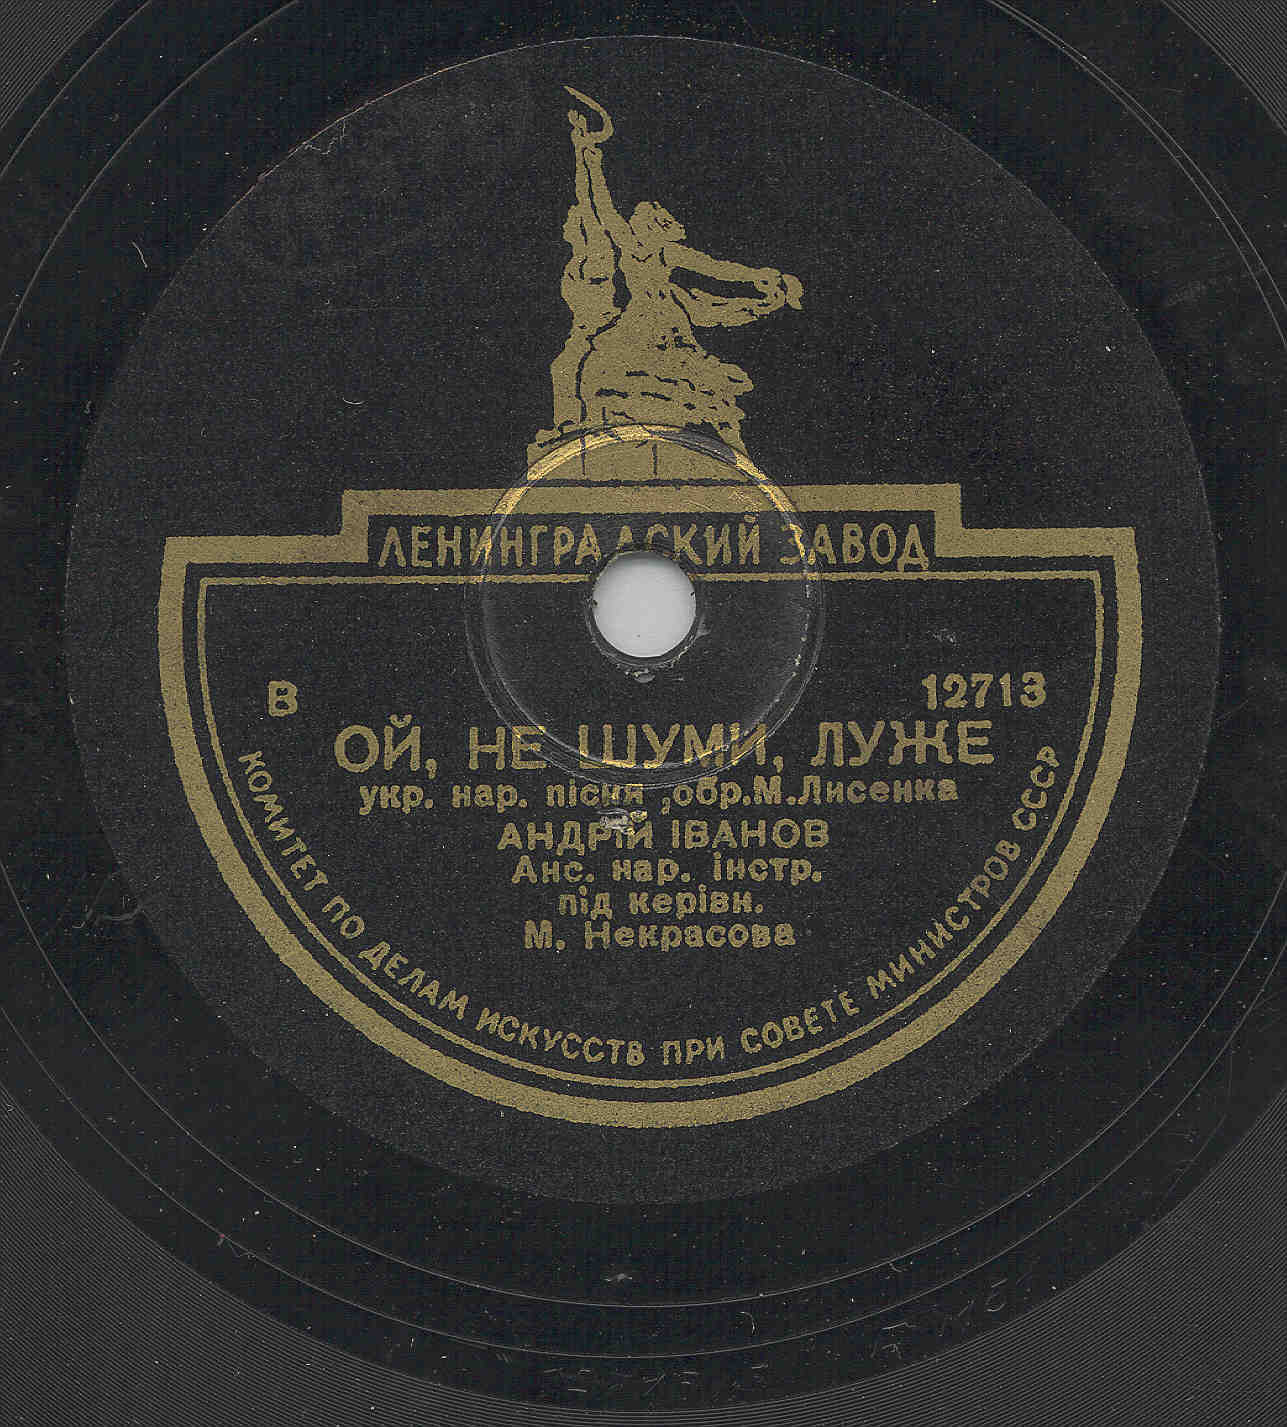 ЛЕНИНГРАДСКИЙ ЗАВОД
В 12713
ОЙ, НЕ ШУМИ, ЛУЖЕ
укр. нар. пісня ,обр.М.Лисенка
АНДРІЙ ІВАНОВ
Анс. нар. інстр.
під керівн.
М. Некрасова
КОМИТЕТ ПО ДЕЛАМ ИСКУССТВ ПРИ СОВЕТЕ МИНИСТРОВ СССР